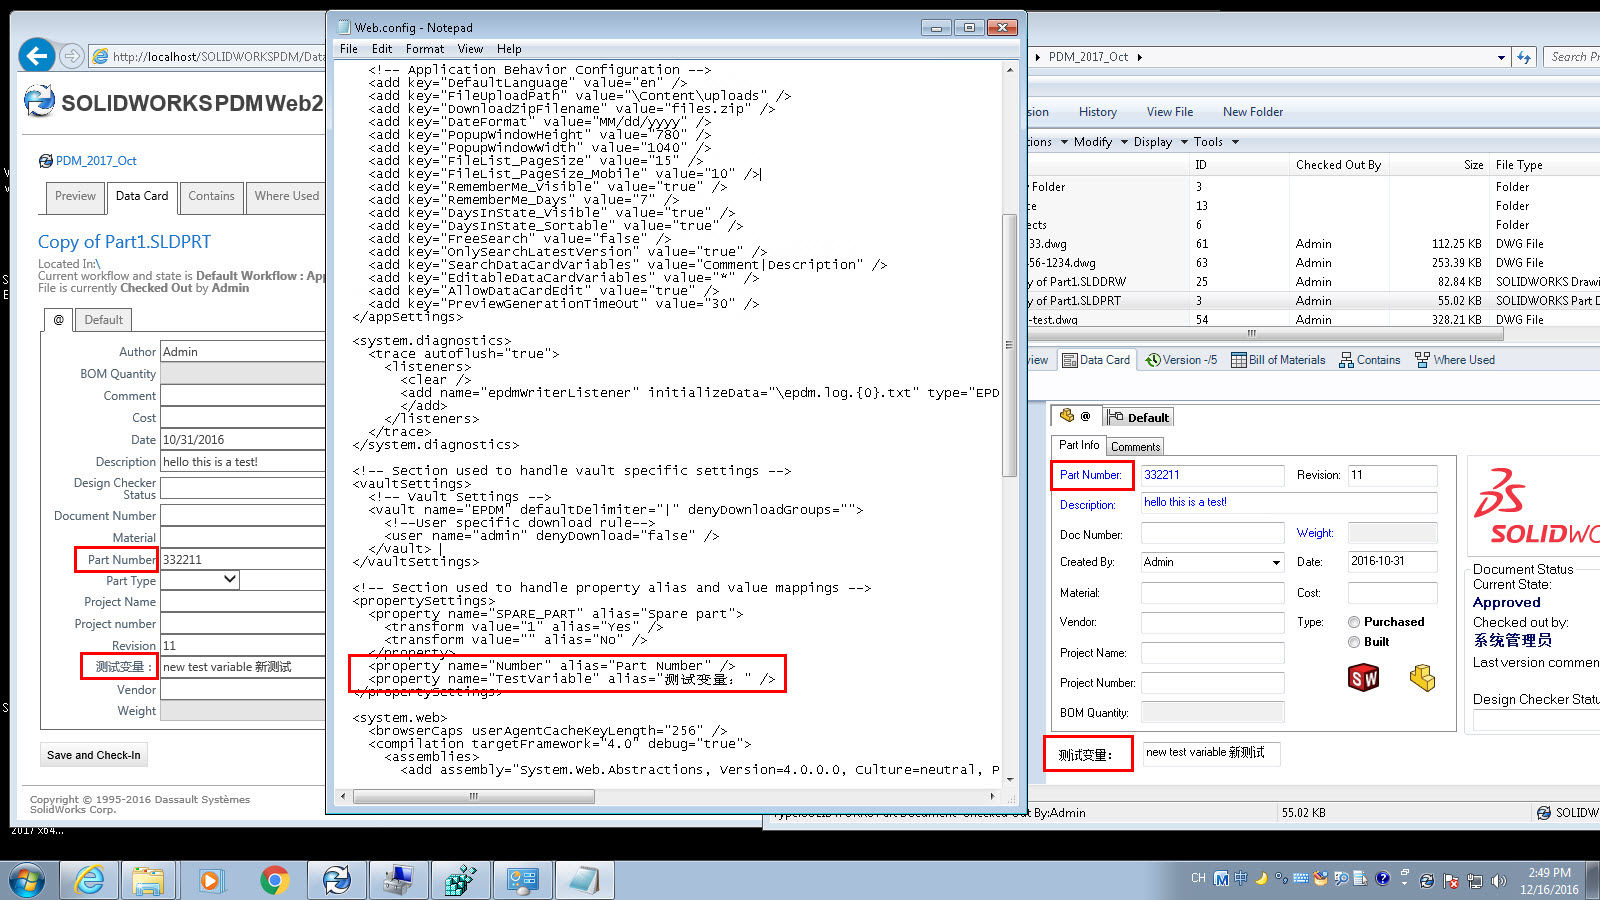 http://localhost/SOLIDWORKSPDM/Data
SOLIDWORKSPDMWeb2
PDM_2017_Oct
Preview
Data Card
Contains
Where Used
Copy of Part1.SLDPRT
Located In:\
Current workflow and state is Default Workflow : App
File is currently Checked Out by Admin
@
Default
Author Admin
BOM Quantity
Comment
Cost
Date 10/31/2016
Description hello this is a test!
Design Checker
Status
Document Number
Material
Part Number 332211
Part Type
Project Name
Project number
Revision 11
测试变量： new test variable 新测试
Vendor
Weight
Save and Check-In
Copyright © 1995-2016 Dassault Systèmes
SolidWorks Corp.
2017 x64...
Web.config - Notepad
File Edit Format View Help
<!-- Application Behavior Configuration -->
<add key="DefaultLanguage" value="en" />
<add key="FileUploadPath" value="\Content\uploads" />
<add key="DownloadZipFilename" value="files.zip" />
<add key="DateFormat" value="MM/dd/yyyy" />
<add key="PopupWindowHeight" value="780" />
<add key="PopupWindowWidth" value="1040" />
<add key="FileList_PageSize" value="15" />
<add key="FileList_PageSize_Mobile" value="10" />
<add key="RememberMe_Visible" value="true" />
<add key="RememberMe_Days" value="7" />
<add key="DaysInState_Visible" value="true" />
<add key="DaysInState_Sortable" value="true" />
<add key="FreeSearch" value="false" />
<add key="OnlySearchLatestVersion" value="true" />
<add key="SearchDataCardVariables" value="Comment|Description" />
<add key="EditableDataCardVariables" value="*" />
<add key="AllowDataCardEdit" value="true" />
<add key="PreviewGenerationTimeOut" value="30" />
</appSettings>
<system.diagnostics>
<trace autoflush="true">
<listeners>
<clear />
<add name="epdmWriterListener" initializeData="\epdm.log.{0}.txt" type="EPD
</add>
</listeners>
</trace>
</system.diagnostics>
<!-- Section used to handle vault specific settings -->
<vaultSettings>
<!-- Vault Settings -->
<vault name="EPDM" defaultDelimiter="|" denyDownloadGroups="">
<!--User specific download rule-->
<user name="admin" denyDownload="false" />
</vault>
</vaultSettings>
<!-- Section used to handle property alias and value mappings -->
<propertySettings>
<property name="SPARE_PART" alias="Spare part">
<transform value="1" alias="Yes" />
<transform value="" alias="No" />
</property>
<property name="Number" alias="Part Number" />
<property name="TestVariable" alias="测试变量：" />
</propertySettings>
<system.web>
<browserCaps userAgentCacheKeyLength="256" />
<compilation targetFramework="4.0" debug="true">
<assemblies>
<add assembly="System.Web.Abstractions, Version=4.0.0.0, Culture=neutral, P
PDM_2017_Oct
Search Pr
sion History View File New Folder
ions Modify Display Tools
ID Checked Out By Size File Type
y Folder 3 Folder
ce 13 Folder
ects 6 Folder
33.dwg 61 Admin 112.25 KB DWG File
56-1234.dwg 63 Admin 253.39 KB DWG File
y of Part1.SLDDRW 25 Admin 82.84 KB SOLIDWORKS Drawi
y of Part1.SLDPRT 3 Admin 55.02 KB SOLIDWORKS Part D
-test.dwg 54 Admin 328.21 KB DWG File
view Data Card Version -/5 Bill of Materials Contains Where Used
@ Default
Part Info Comments
Part Number: 332211 Revision: 11
Description: hello this is a test!
Doc Number: Weight:
Created By: Admin Date: 2016-10-31
Material: Cost:
Vendor: Type: Purchased
Built
Project Name:
Project Number:
BOM Quantity:
测试变量： new test variable 新测试
SOLIDWO
Document Status
Current State:
Approved
Checked out by:
系统管理员
Last version commen
Design Checker Statu
SW
Type:SOLIDWORKS Part Document Checked Out By:Admin 55.02 KB SOLIDW
CH M 中
2:49 PM
12/16/2016